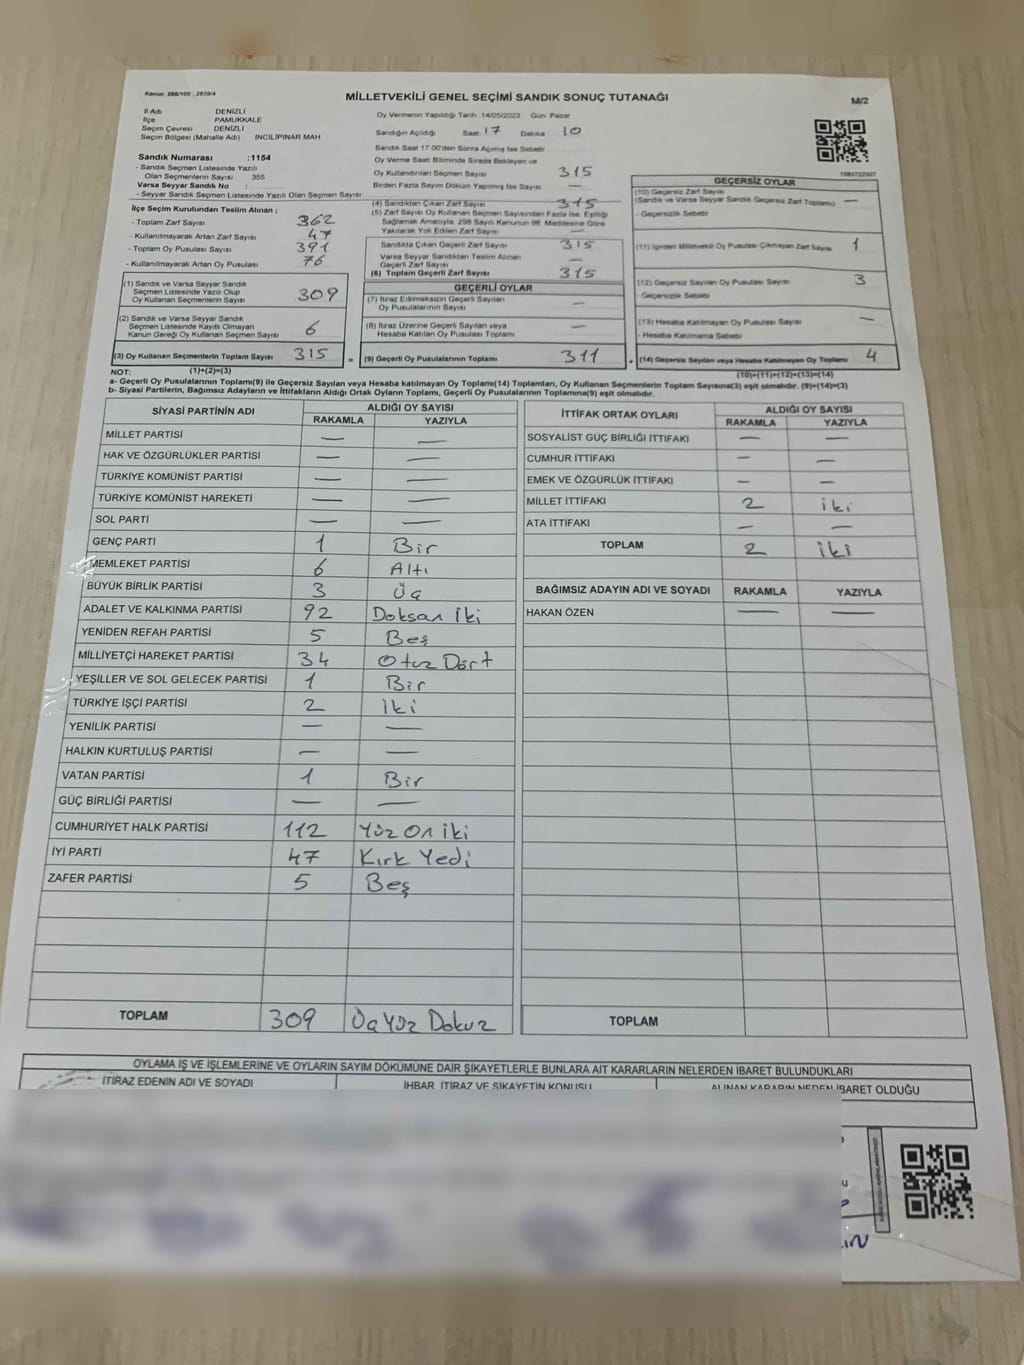 Kanun: 298/105 - 2839/4
MİLLETVEKİLİ GENEL SEÇİMİ SANDIK SONUÇ TUTANAĞI
M/2
İl Adı DENİZLİ
İlçe PAMUKKALE
Seçim Çevresi DENİZLİ
Seçim Bölgesi (Mahalle Adı) İNCİLİPINAR MAH
Sandık Numarası :1154
- Sandık Seçmen Listesinde Yazılı
Olan Seçmenlerin Sayısı 355
Varsa Seyyar Sandık No :
- Seyyar Sandık Seçmen Listesinde Yazılı Olan Seçmen Sayısı
İlçe Seçim Kurulundan Teslim Alınan ;
- Toplam Zarf Sayısı 362
- Kullanılmayarak Artan Zarf Sayısı 47
- Toplam Oy Pusulası Sayısı 391
- Kullanılmayarak Artan Oy Pusulası 76
(1) Sandık ve Varsa Seyyar Sandık
Seçmen Listesinde Yazılı Olup
Oy Kullanan Seçmenlerin Sayısı 309
(2) Sandık ve Varsa Seyyar Sandık
Seçmen Listesinde Kayıtlı Olmayan
Kanun Gereği Oy Kullanan Seçmen Sayısı 6
(3) Oy Kullanan Seçmenlerin Toplam Sayısı 315
Oy Vermenin Yapıldığı Tarih :14/05/2023 Gün Pazar
Sandığın Açıldığı Saat 17 Dakika 10
Sandık Saat 17:00'den Sonra Açılmış İse Sebebi
Oy Verme Saati Bitiminde Sırada Bekleyen ve
Oy Kullandırılan Seçmen Sayısı 315
Birden Fazla Sayım Döküm Yapılmış İse Sayısı —
(4) Sandıktan Çıkan Zarf Sayısı 315
(5) Zarf Sayısı Oy Kullanan Seçmen Sayısından Fazla İse, Eşitliği
Sağlamak Amacıyla, 298 Sayılı Kanunun 98. Maddesine Göre
Yakılarak Yok Edilen Zarf Sayısı —
Sandıkta Çıkan Geçerli Zarf Sayısı 315
Varsa Seyyar Sandıktan Teslim Alınan
Geçerli Zarf Sayısı —
(6) Toplam Geçerli Zarf Sayısı 315
GEÇERLİ OYLAR
(7) İtiraz Edilmeksizin Geçerli Sayılan
Oy Pusulalarının Sayısı —
(8) İtiraz Üzerine Geçerli Sayılan veya
Hesaba Katılan Oy Pusulası Toplamı —
= (9) Geçerli Oy Pusulalarının Toplamı 311
1083722307
GEÇERSİZ OYLAR
(10) Geçersiz Zarf Sayısı
(Sandık ve Varsa Seyyar Sandık Geçersiz Zarf Toplamı) —
- Geçersizlik Sebebi
(11) İçinden Milletvekili Oy Pusulası Çıkmayan Zarf Sayısı 1
(12) Geçersiz Sayılan Oy Pusulası Sayısı 3
- Geçersizlik Sebebi
(13) Hesaba Katılmayan Oy Pusulası Sayısı —
- Hesaba Katılmama Sebebi
+ (14) Geçersiz Sayılan veya Hesaba Katılmayan Oy Toplamı 4
NOT: (1)+(2)=(3) (10)+(11)+(12)+(13)=(14)
a- Geçerli Oy Pusulalarının Toplamı(9) ile Geçersiz Sayılan veya Hesaba katılmayan Oy Toplamı(14) Toplamları, Oy Kullanan Seçmenlerin Toplam Sayısına(3) eşit olmalıdır. (9)+(14)=(3)
b- Siyasi Partilerin, Bağımsız Adayların ve İttifakların Aldığı Ortak Oyların Toplamı, Geçerli Oy Pusulalarının Toplamına(9) eşit olmalıdır.
SİYASİ PARTİNİN ADI ALDIĞI OY SAYISI
RAKAMLA YAZIYLA
MİLLET PARTİSİ — —
HAK VE ÖZGÜRLÜKLER PARTİSİ — —
TÜRKİYE KOMÜNİST PARTİSİ — —
TÜRKİYE KOMÜNİST HAREKETİ — —
SOL PARTİ — —
GENÇ PARTİ 1 Bir
MEMLEKET PARTİSİ 6 Altı
BÜYÜK BİRLİK PARTİSİ 3 Üç
ADALET VE KALKINMA PARTİSİ 92 Doksan İki
YENİDEN REFAH PARTİSİ 5 Beş
MİLLİYETÇİ HAREKET PARTİSİ 34 Otuz Dört
YEŞİLLER VE SOL GELECEK PARTİSİ 1 Bir
TÜRKİYE İŞÇİ PARTİSİ 2 İki
YENİLİK PARTİSİ — —
HALKIN KURTULUŞ PARTİSİ — —
VATAN PARTİSİ 1 Bir
GÜÇ BİRLİĞİ PARTİSİ — —
CUMHURİYET HALK PARTİSİ 112 Yüz On iki
İYİ PARTİ 47 Kırk Yedi
ZAFER PARTİSİ 5 Beş
TOPLAM 309 Üç Yüz Dokuz
İTTİFAK ORTAK OYLARI ALDIĞI OY SAYISI
RAKAMLA YAZIYLA
SOSYALİST GÜÇ BİRLİĞİ İTTİFAKI — —
CUMHUR İTTİFAKI — —
EMEK VE ÖZGÜRLÜK İTTİFAKI — —
MİLLET İTTİFAKI 2 iki
ATA İTTİFAKI — —
TOPLAM 2 iki
BAĞIMSIZ ADAYIN ADI VE SOYADI RAKAMLA YAZIYLA
HAKAN ÖZEN — —
TOPLAM
OYLAMA İŞ VE İŞLEMLERİNE VE OYLARIN SAYIM DÖKÜMÜNE DAİR ŞİKAYETLERLE BUNLARA AİT KARARLARIN NELERDEN İBARET BULUNDUKLARI
İTİRAZ EDENİN ADI VE SOYADI İHBAR, İTİRAZ VE ŞİKAYETİN KONUSU ALINAN KARARIN NEDEN İBARET OLDUĞU